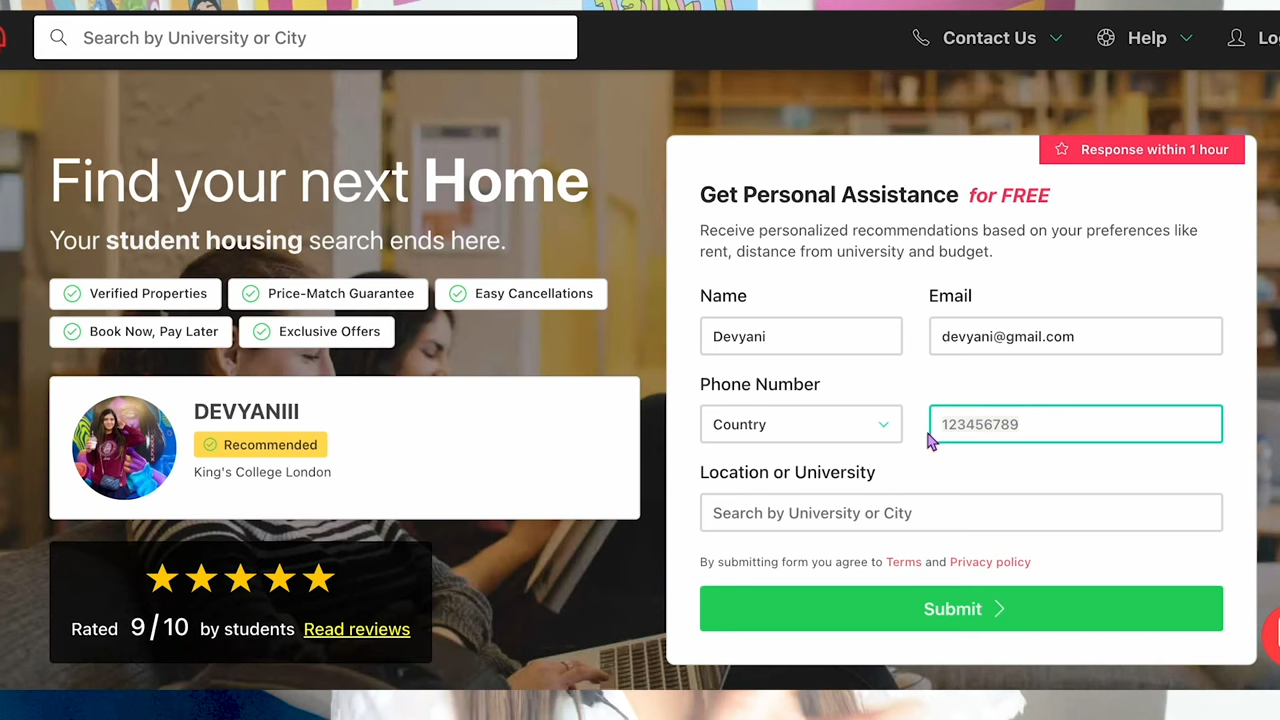 Search by University or City
Contact Us
Help
Find your next Home
Your student housing search ends here.
Verified Properties
Price-Match Guarantee
Easy Cancellations
Book Now, Pay Later
Exclusive Offers
DEVYANIII
Recommended
King's College London
Rated 9/10 by students Read reviews
Response within 1 hour
Get Personal Assistance for FREE
Receive personalized recommendations based on your preferences like
rent, distance from university and budget.
Name
Email
Devyani
devyani@gmail.com
Phone Number
Country
123456789
Location or University
Search by University or City
By submitting form you agree to Terms and Privacy policy
Submit